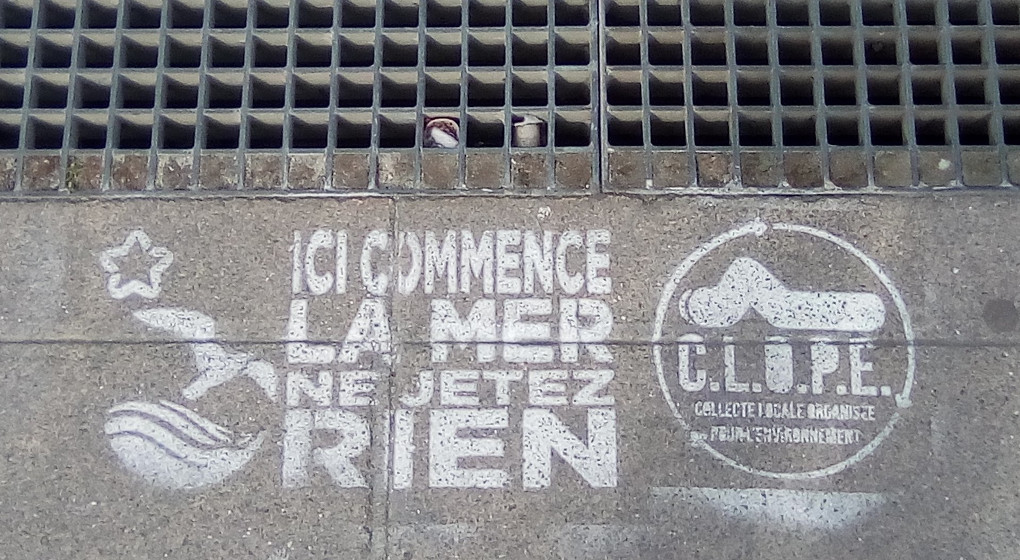 ICI COMMENCE
LA MER
NE JETEZ
RIEN
C.L.O.P.E.
COLLECTE LOCALE ORGANISEE
POUR L'ENVIRONNEMENT